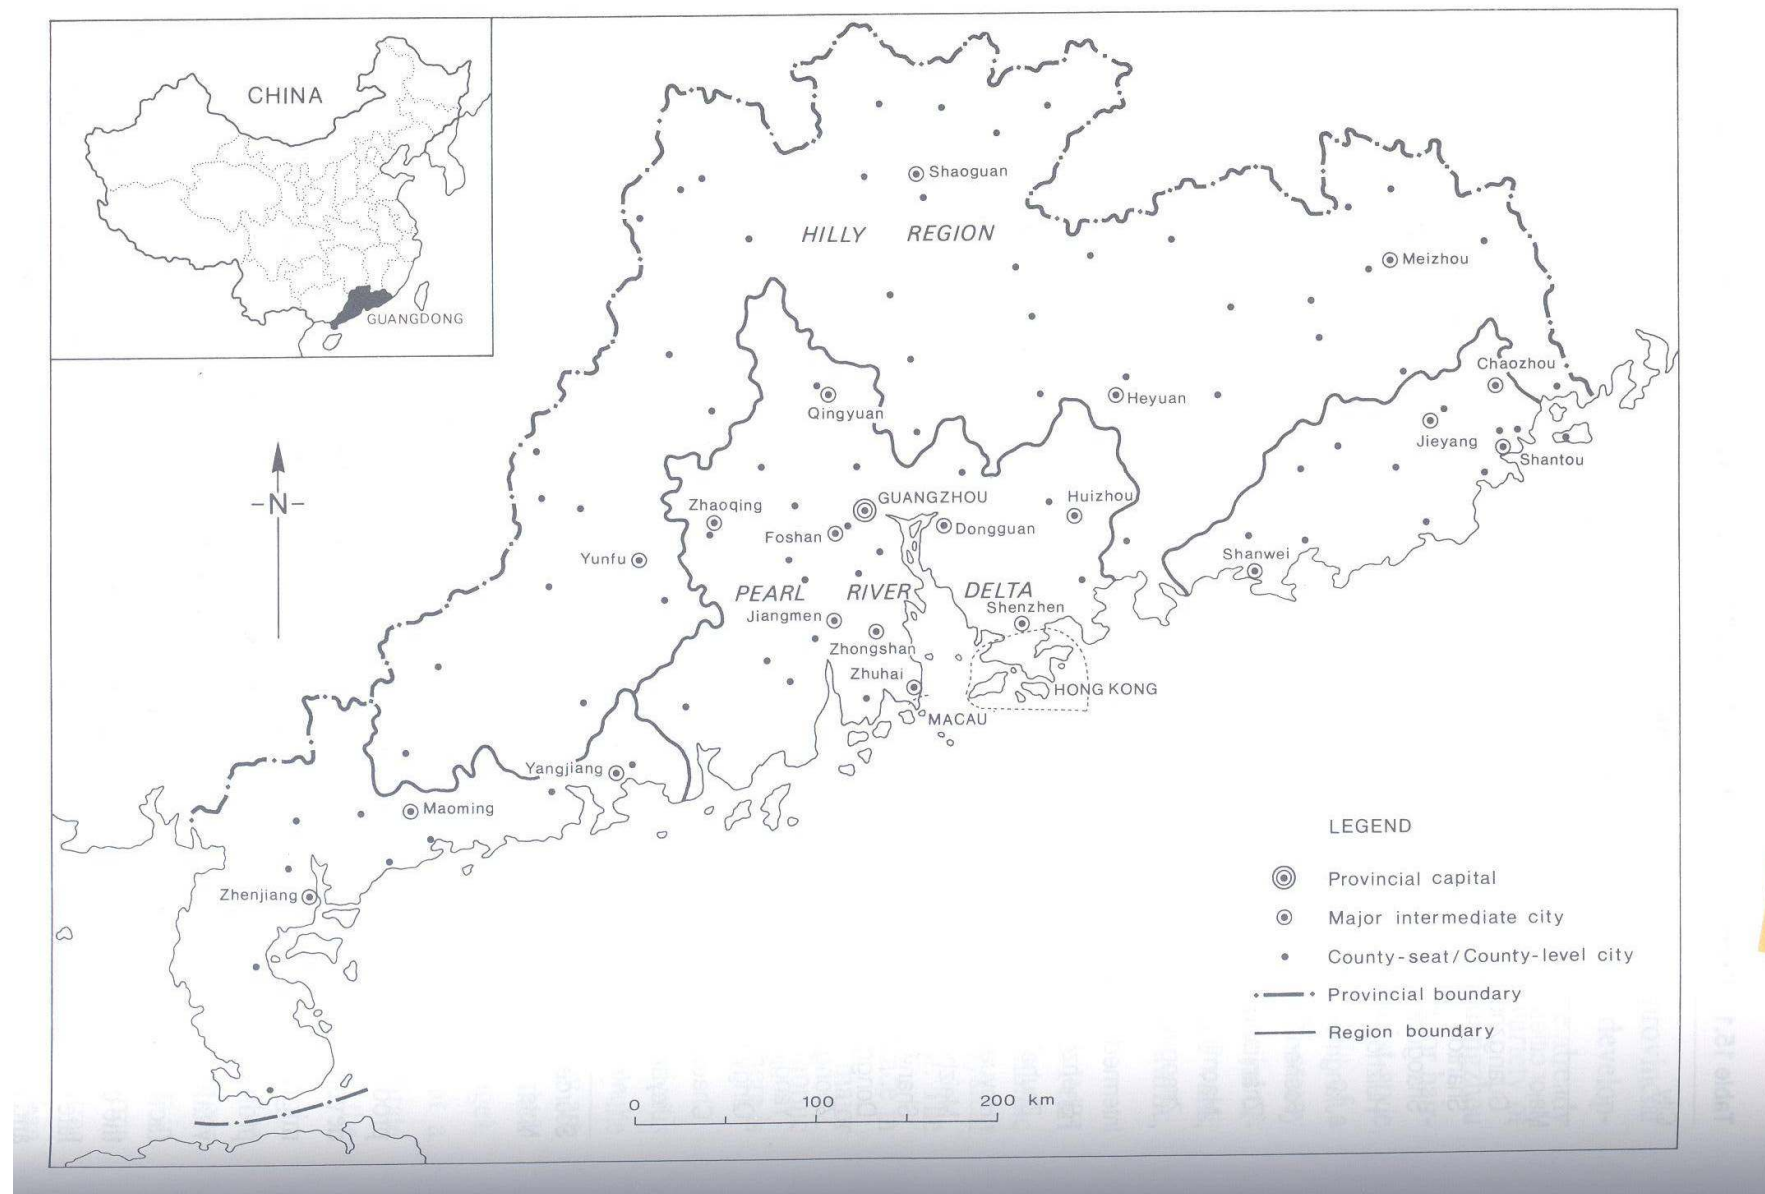 CHINA
GUANGDONG
Shaoguan
HILLY REGION
Meizhou
Chaozhou
Heyuan
Qingyuan
Jieyang
Shantou
Zhaoqing
GUANGZHOU
Huizhou
Foshan
Dongguan
-N-
Yunfu
Shanwei
PEARL RIVER DELTA
Shenzhen
Jiangmen
Zhongshan
Zhuhai
HONG KONG
MACAU
Yangjiang
Maoming
Zhenjiang
LEGEND
Provincial capital
Major intermediate city
County-seat/County-level city
Provincial boundary
Region boundary
0 100 200 km